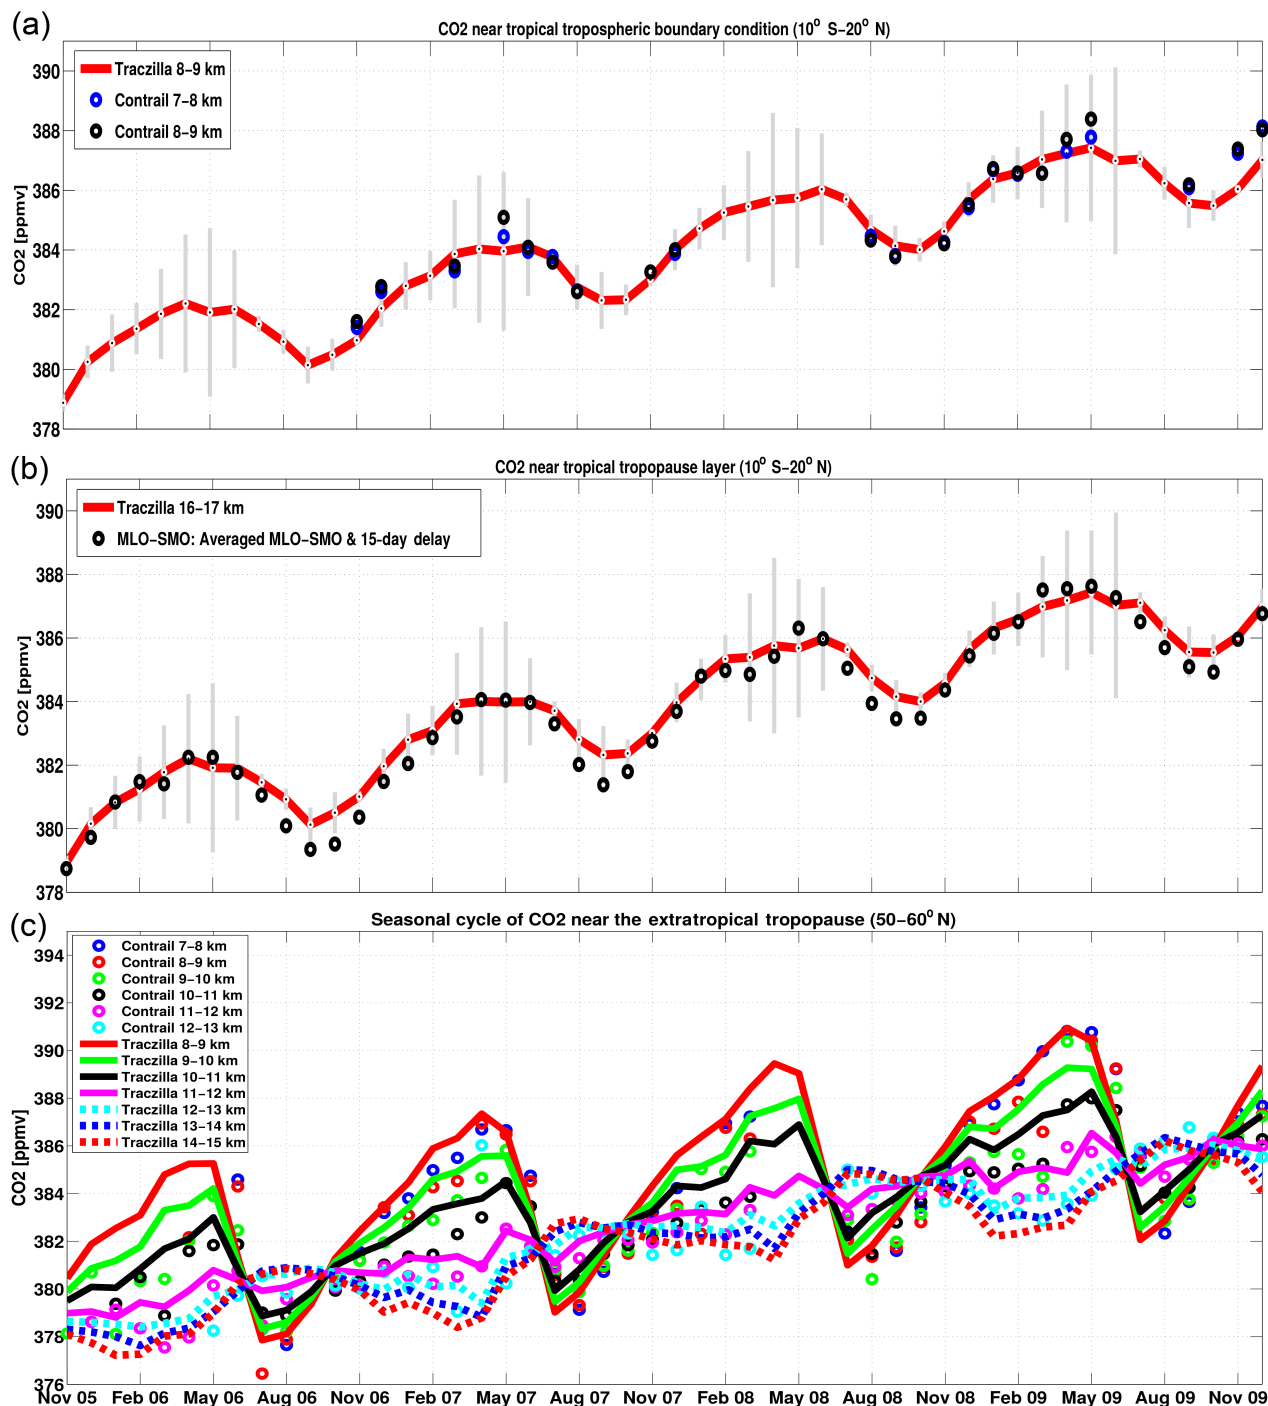 (a)
CO2 near tropical tropospheric boundary condition (10° S–20° N)
Traczilla 8–9 km
Contrail 7–8 km
Contrail 8–9 km
390
388
386
384
382
380
378
CO2 [ppmv]
(b)
CO2 near tropical tropopause layer (10° S–20° N)
Traczilla 16–17 km
MLO–SMO: Averaged MLO–SMO & 15-day delay
390
388
386
384
382
380
378
CO2 [ppmv]
(c)
Seasonal cycle of CO2 near the extratropical tropopause (50–60° N)
Contrail 7–8 km
Contrail 8–9 km
Contrail 9–10 km
Contrail 10–11 km
Contrail 11–12 km
Contrail 12–13 km
Traczilla 8–9 km
Traczilla 9–10 km
Traczilla 10–11 km
Traczilla 11–12 km
Traczilla 12–13 km
Traczilla 13–14 km
Traczilla 14–15 km
394
392
390
388
386
384
382
380
378
376
CO2 [ppmv]
Nov 05 Feb 06 May 06 Aug 06 Nov 06 Feb 07 May 07 Aug 07 Nov 07 Feb 08 May 08 Aug 08 Nov 08 Feb 09 May 09 Aug 09 Nov 09